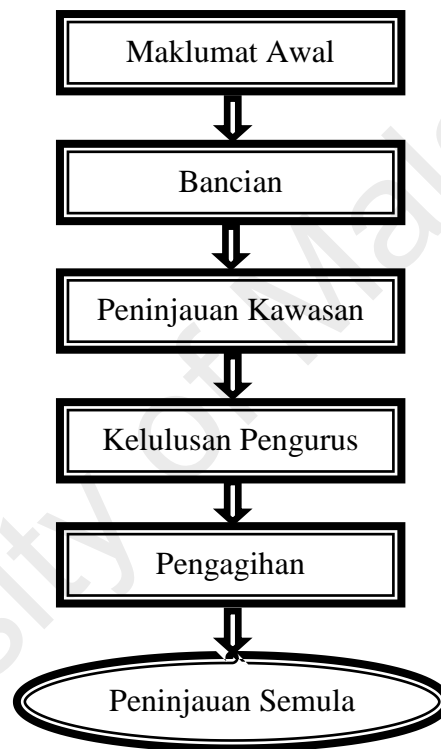 Maklumat Awal
Bancian
Peninjauan Kawasan
Kelulusan Pengurus
Pengagihan
Peninjauan Semula